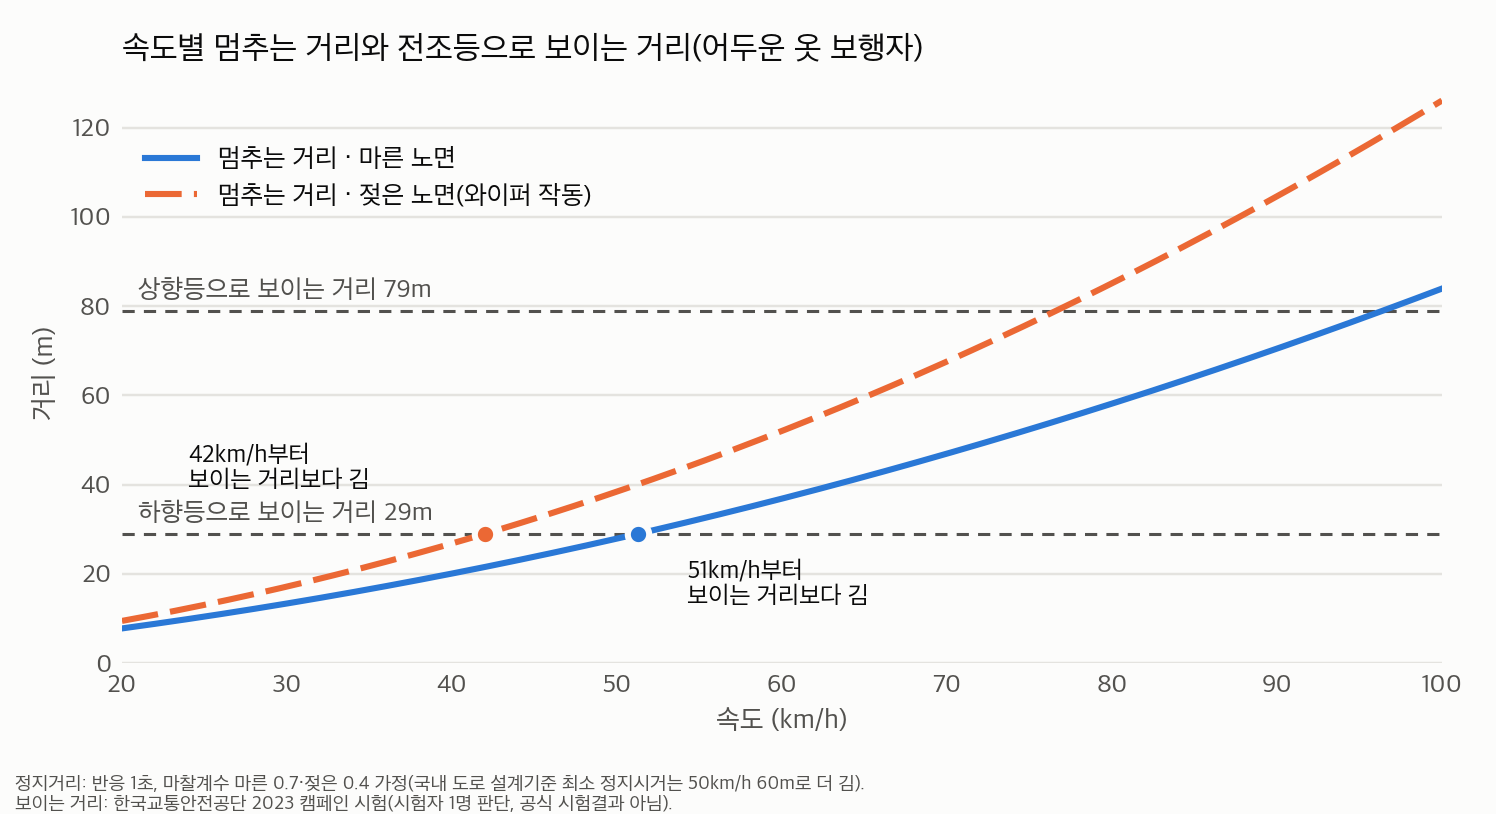 속도별 멈추는 거리와 전조등으로 보이는 거리(어두운 옷 보행자)
120
100
80
60
40
20
0
거리 (m)
멈추는 거리 · 마른 노면
멈추는 거리 · 젖은 노면(와이퍼 작동)
상향등으로 보이는 거리 79m
42km/h부터
보이는 거리보다 김
하향등으로 보이는 거리 29m
51km/h부터
보이는 거리보다 김
20 30 40 50 60 70 80 90 100
속도 (km/h)
정지거리: 반응 1초, 마찰계수 마른 0.7·젖은 0.4 가정(국내 도로 설계기준 최소 정지시거는 50km/h 60m로 더 김).
보이는 거리: 한국교통안전공단 2023 캠페인 시험(시험자 1명 판단, 공식 시험결과 아님).